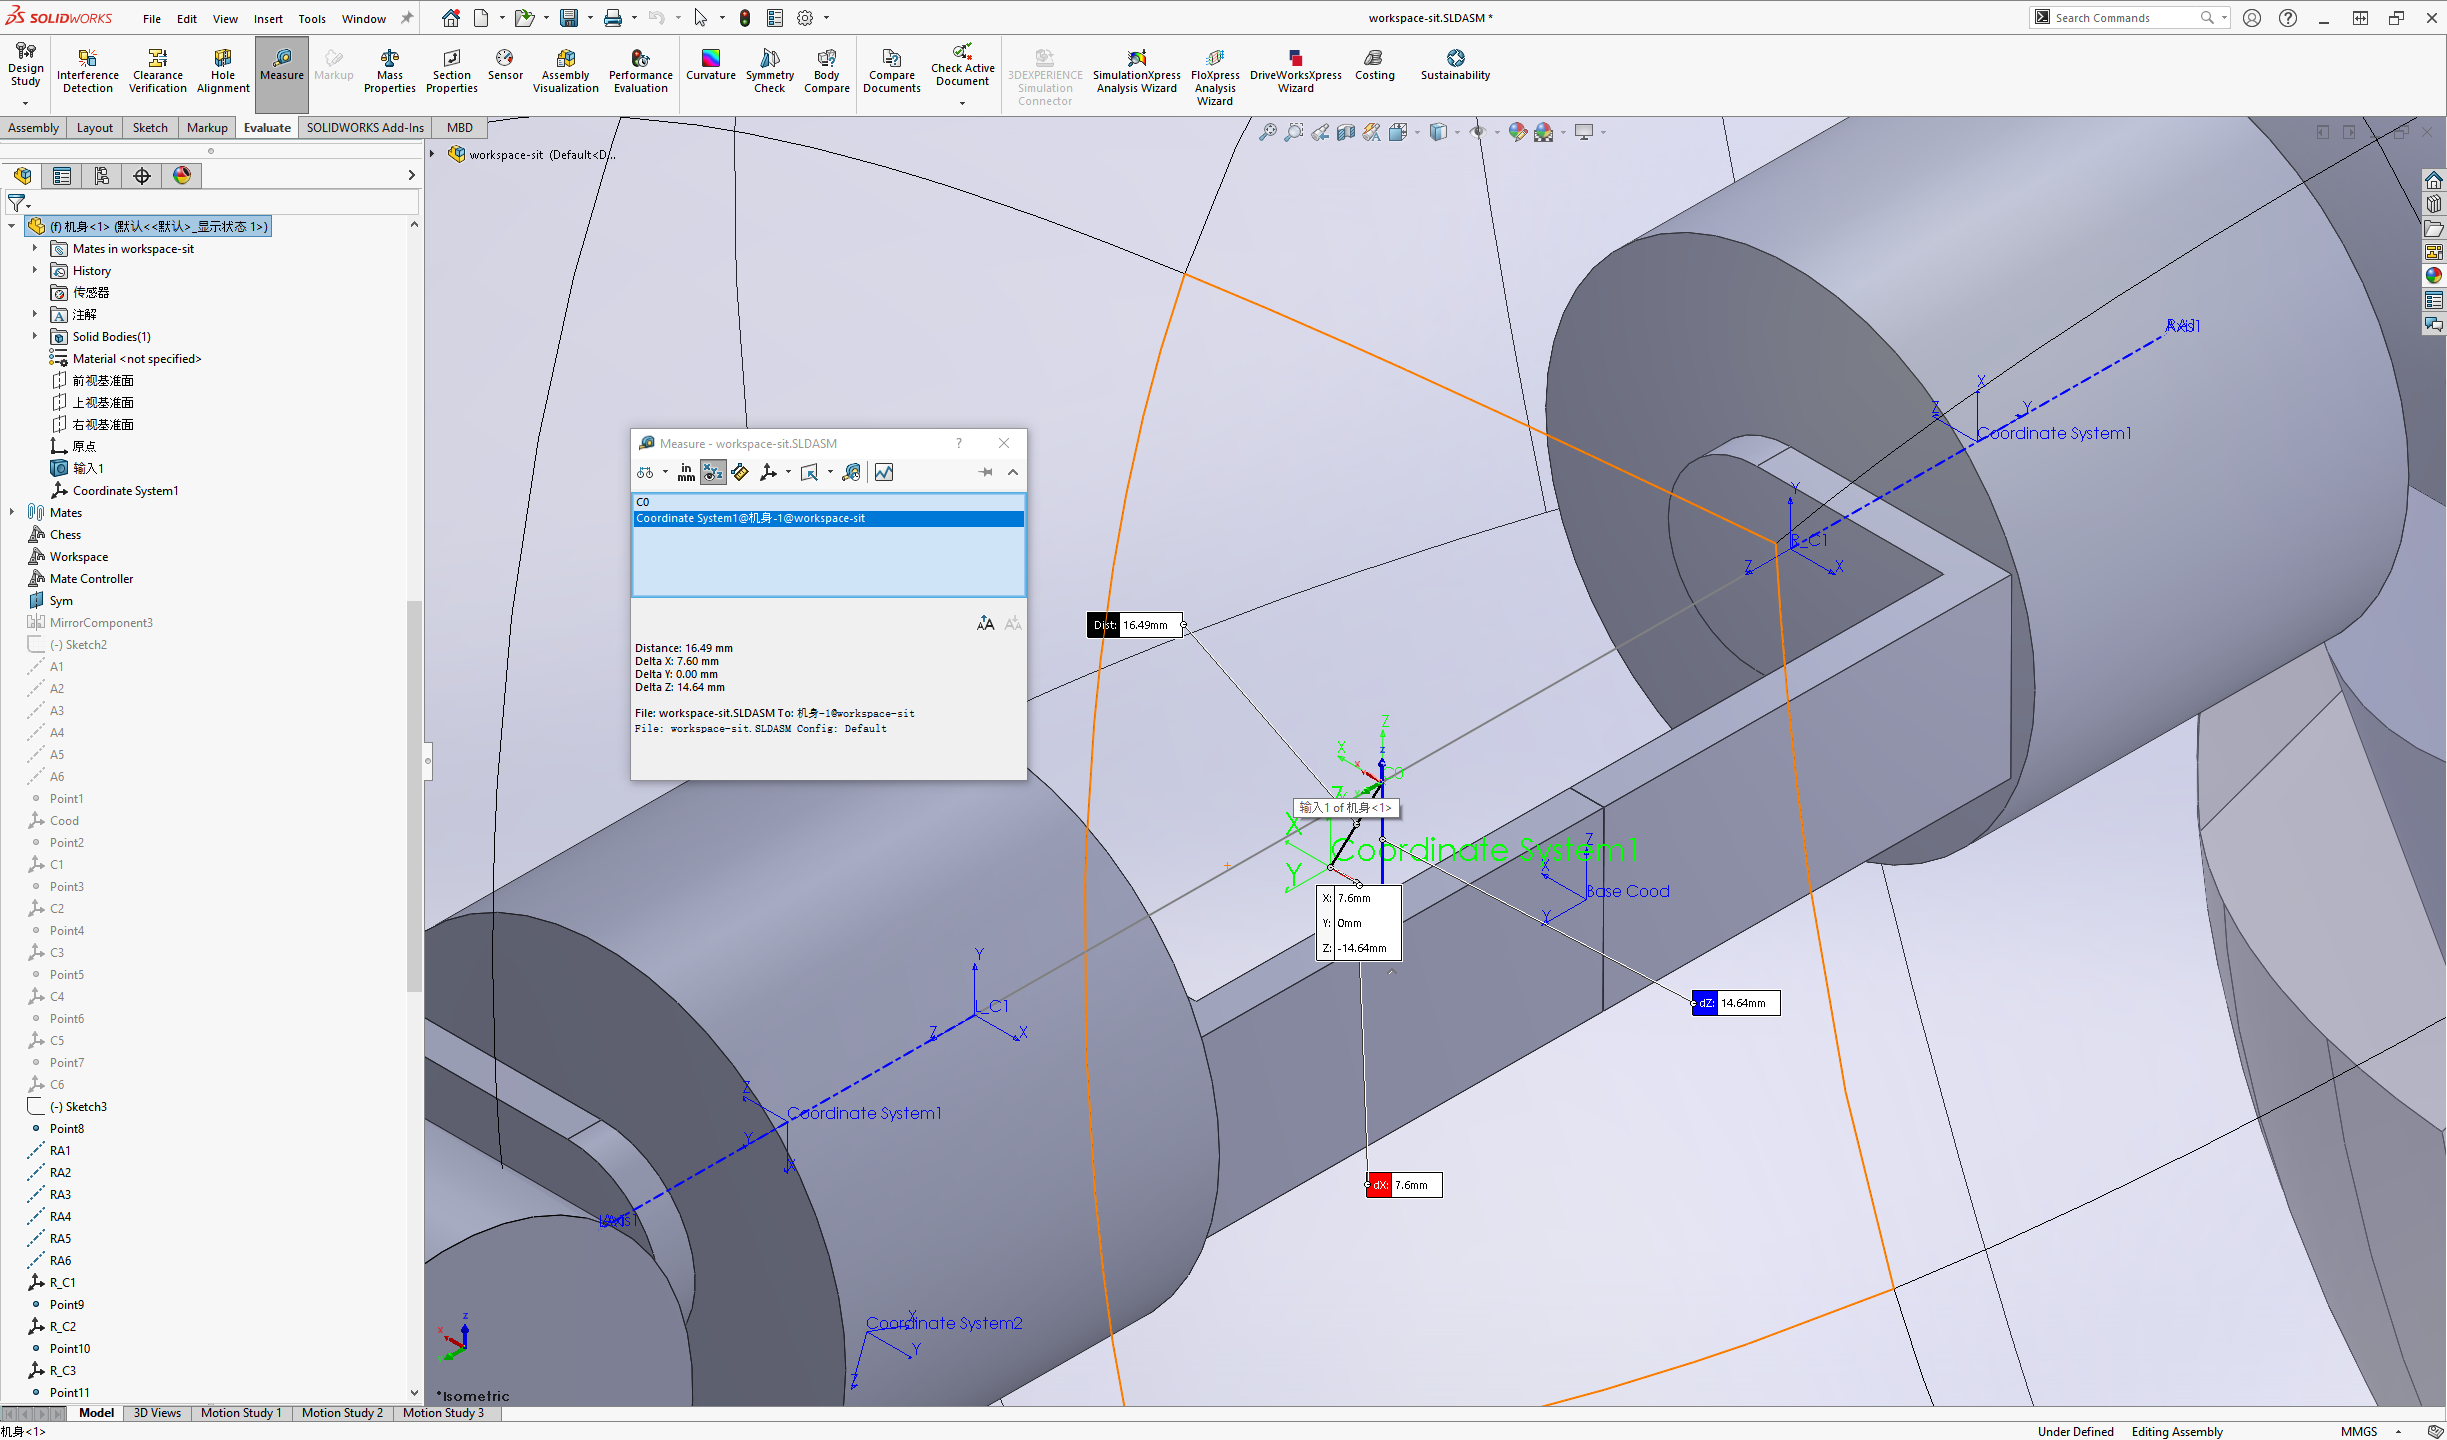 SOLIDWORKS
File Edit View Insert Tools Window
workspace-sit.SLDASM *
Search Commands
Design Study
Interference Detection
Clearance Verification
Hole Alignment
Measure
Markup
Mass Properties
Section Properties
Sensor
Assembly Visualization
Performance Evaluation
Curvature
Symmetry Check
Body Compare
Compare Documents
Check Active Document
3DEXPERIENCE Simulation Connector
SimulationXpress Analysis Wizard
FloXpress Analysis Wizard
DriveWorksXpress Wizard
Costing
Sustainability
Assembly Layout Sketch Markup Evaluate SOLIDWORKS Add-Ins MBD
workspace-sit (Default<D...
(f) 机身<1> (默认<<默认>_显示状态 1>)
Mates in workspace-sit
History
传感器
注解
Solid Bodies(1)
Material <not specified>
前视基准面
上视基准面
右视基准面
原点
输入1
Coordinate System1
Mates
Chess
Workspace
Mate Controller
Sym
MirrorComponent3
(-) Sketch2
A1
A2
A3
A4
A5
A6
Point1
Cood
Point2
C1
Point3
C2
Point4
C3
Point5
C4
Point6
C5
Point7
C6
(-) Sketch3
Point8
RA1
RA2
RA3
RA4
RA5
RA6
R_C1
Point9
R_C2
Point10
R_C3
Point11
Measure - workspace-sit.SLDASM
in mm
C0
Coordinate System1@机身-1@workspace-sit
Distance: 16.49 mm
Delta X: 7.60 mm
Delta Y: 0.00 mm
Delta Z: 14.64 mm
File: workspace-sit.SLDASM To: 机身-1@workspace-sit
File: workspace-sit.SLDASM Config: Default
Dist: 16.49mm
输入1 of 机身<1>
X: 7.6mm
Y: 0mm
Z: -14.64mm
dZ: 14.64mm
dX: 7.6mm
Coordinate System1
X
Y
Z
R_C1
Y
Z
X
C0
Z
X
Coordinate System1
Z
X
Y
Base Cood
Z
X
Y
L_C1
Y
Z
X
Coordinate System1
Z
Y
X
Coordinate System2
X
Y
Z
*Isometric
Model 3D Views Motion Study 1 Motion Study 2 Motion Study 3
机身<1>
Under Defined Editing Assembly MMGS